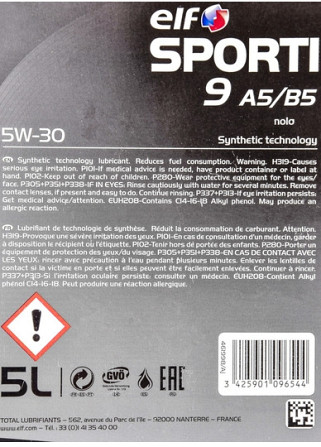 elf
SPORTI
9 A5/B5
nolo
5W-30
Synthetic technology
EN Synthetic technology lubricant. Reduces fuel consumption. Warning. H319-Causes
serious eye irritation. P101-If medical advice is needed, have product container or label at
hand. P102-Keep out of reach of children. P280-Wear protective equipment for the eyes/
face. P305+P351+P338-IF IN EYES: Rinse cautiously with water for several minutes. Remove
contact lenses, if present and easy to do. Continue rinsing. P337+P313-If eye irritation persists:
Get medical advice/attention. EUH208-Contains C14-16-18 Alkyl phenol. May produce an
allergic reaction.
Lubrifiant de technologie de synthèse. Réduit la consommation de carburant. Attention.
H319-Provoque une sévère irritation des yeux. P101-En cas de consultation d'un médecin, garder
à disposition le récipient ou l'étiquette. P102-Tenir hors de portée des enfants. P280-Porter un
équipement de protection des yeux/du visage. P305+P351+P338-EN CAS DE CONTACT AVEC
LES YEUX: rincer avec précaution à l'eau pendant plusieurs minutes. Enlever les lentilles de
contact si la victime en porte et si elles peuvent être facilement enlevées. Continuer à rincer.
P337+P313-Si l'irritation oculaire persiste: consulter un médecin. EUH208-Contient Alkyl
phénol C14-16-18. Peut produire une réaction allergique.
5L
GVÖ
EAC
3 425901 096544
TOTAL LUBRIFIANTS – 562, avenue du Parc de l'Ile – 92000 NANTERRE – FRANCE
www.elf.com – Tél.: 33 (0)1 41 35 40 00